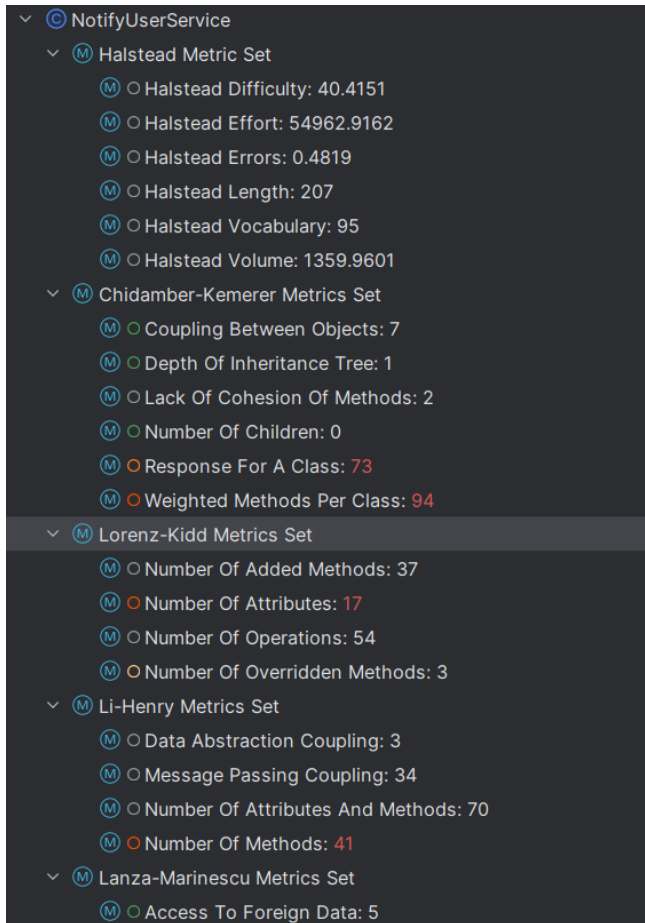 NotifyUserService
Halstead Metric Set
Halstead Difficulty: 40.4151
Halstead Effort: 54962.9162
Halstead Errors: 0.4819
Halstead Length: 207
Halstead Vocabulary: 95
Halstead Volume: 1359.9601
Chidamber-Kemerer Metrics Set
Coupling Between Objects: 7
Depth Of Inheritance Tree: 1
Lack Of Cohesion Of Methods: 2
Number Of Children: 0
Response For A Class: 73
Weighted Methods Per Class: 94
Lorenz-Kidd Metrics Set
Number Of Added Methods: 37
Number Of Attributes: 17
Number Of Operations: 54
Number Of Overridden Methods: 3
Li-Henry Metrics Set
Data Abstraction Coupling: 3
Message Passing Coupling: 34
Number Of Attributes And Methods: 70
Number Of Methods: 41
Lanza-Marinescu Metrics Set
Access To Foreign Data: 5